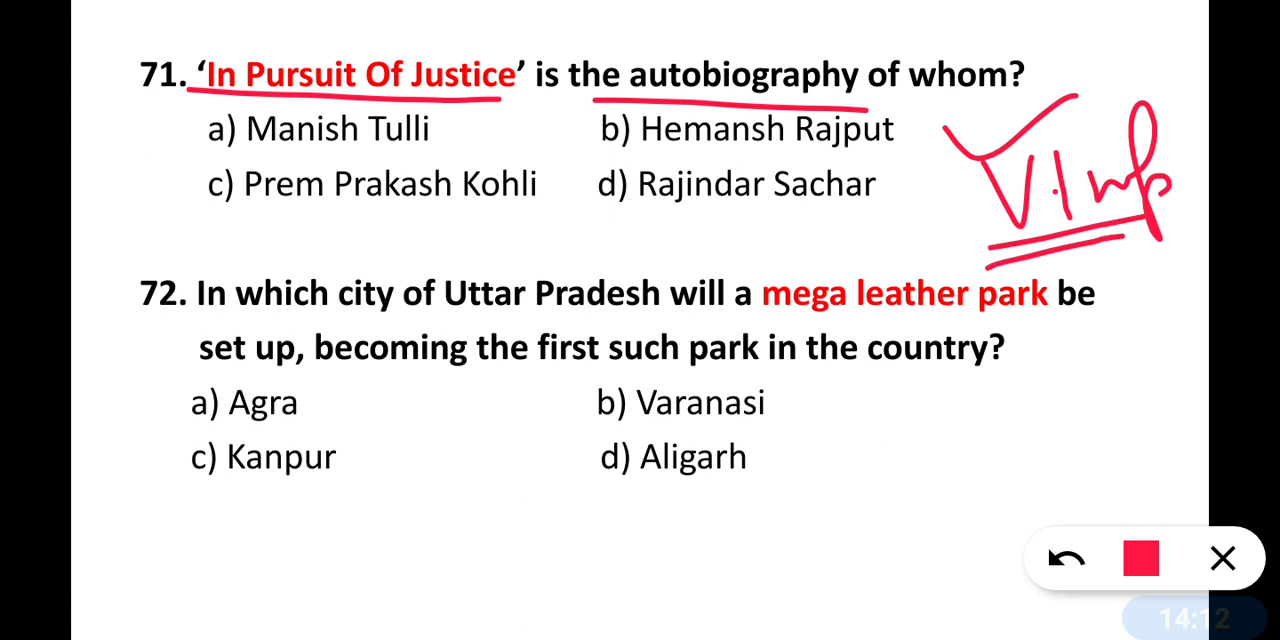 71. ‘In Pursuit Of Justice’ is the autobiography of whom?
a) Manish Tulli b) Hemansh Rajput
c) Prem Prakash Kohli d) Rajindar Sachar
V.Imp
72. In which city of Uttar Pradesh will a mega leather park be
set up, becoming the first such park in the country?
a) Agra b) Varanasi
c) Kanpur d) Aligarh
14:12